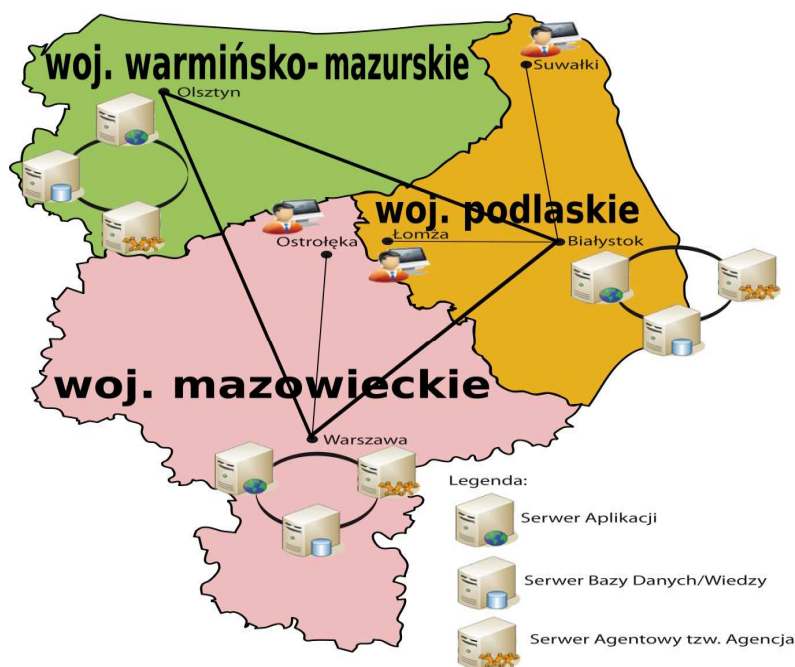 woj. warmińsko-mazurskie
Olsztyn
Suwałki
woj. podlaskie
Łomża
Białystok
Ostrołęka
woj. mazowieckie
Warszawa
Legenda:
Serwer Aplikacji
Serwer Bazy Danych/Wiedzy
Serwer Agentowy tzw. Agencja